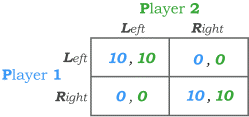 Player 2
Left Right
Left 10, 10 0, 0
Player 1
Right 0, 0 10, 10